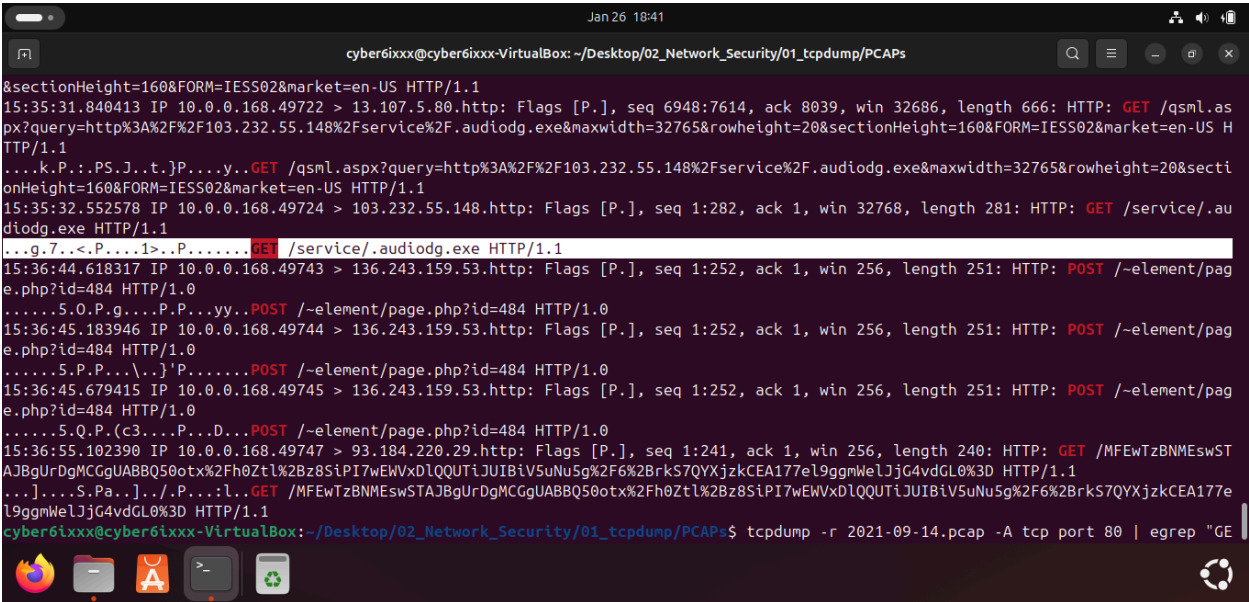 Jan 26 18:41
cyber6ixxx@cyber6ixxx-VirtualBox: ~/Desktop/02_Network_Security/01_tcpdump/PCAPs
&sectionHeight=160&FORM=IESS02&market=en-US HTTP/1.1
15:35:31.840413 IP 10.0.0.168.49722 > 13.107.5.80.http: Flags [P.], seq 6948:7614, ack 8039, win 32686, length 666: HTTP: GET /qsml.as
px?query=http%3A%2F%2F103.232.55.148%2Fservice%2F.audiodg.exe&maxwidth=32765&rowheight=20&sectionHeight=160&FORM=IESS02&market=en-US H
TTP/1.1
....k.P.:.PS.J..t.}P....y..GET /qsml.aspx?query=http%3A%2F%2F103.232.55.148%2Fservice%2F.audiodg.exe&maxwidth=32765&rowheight=20&secti
onHeight=160&FORM=IESS02&market=en-US HTTP/1.1
15:35:32.552578 IP 10.0.0.168.49724 > 103.232.55.148.http: Flags [P.], seq 1:282, ack 1, win 32768, length 281: HTTP: GET /service/.au
diodg.exe HTTP/1.1
...g.7..<.P....1>..P.......GET /service/.audiodg.exe HTTP/1.1
15:36:44.618317 IP 10.0.0.168.49743 > 136.243.159.53.http: Flags [P.], seq 1:252, ack 1, win 256, length 251: HTTP: POST /~element/pag
e.php?id=484 HTTP/1.0
......5.O.P.g....P.P...yy..POST /~element/page.php?id=484 HTTP/1.0
15:36:45.183946 IP 10.0.0.168.49744 > 136.243.159.53.http: Flags [P.], seq 1:252, ack 1, win 256, length 251: HTTP: POST /~element/pag
e.php?id=484 HTTP/1.0
......5.P.P...\..}'P.......POST /~element/page.php?id=484 HTTP/1.0
15:36:45.679415 IP 10.0.0.168.49745 > 136.243.159.53.http: Flags [P.], seq 1:252, ack 1, win 256, length 251: HTTP: POST /~element/pag
e.php?id=484 HTTP/1.0
......5.Q.P.(c3....P...D...POST /~element/page.php?id=484 HTTP/1.0
15:36:55.102390 IP 10.0.0.168.49747 > 93.184.220.29.http: Flags [P.], seq 1:241, ack 1, win 256, length 240: HTTP: GET /MFEwTzBNMEswST
AJBgUrDgMCGgUABBQ50otx%2Fh0Ztl%2Bz8SiPI7wEWVxDlQQUTiJUIBiV5uNu5g%2F6%2BrkS7QYXjzkCEA177el9ggmWelJjG4vdGL0%3D HTTP/1.1
...]....S.Pa..]../.P...:l..GET /MFEwTzBNMEswSTAJBgUrDgMCGgUABBQ50otx%2Fh0Ztl%2Bz8SiPI7wEWVxDlQQUTiJUIBiV5uNu5g%2F6%2BrkS7QYXjzkCEA177e
l9ggmWelJjG4vdGL0%3D HTTP/1.1
cyber6ixxx@cyber6ixxx-VirtualBox:~/Desktop/02_Network_Security/01_tcpdump/PCAPs$ tcpdump -r 2021-09-14.pcap -A tcp port 80 | egrep "GE